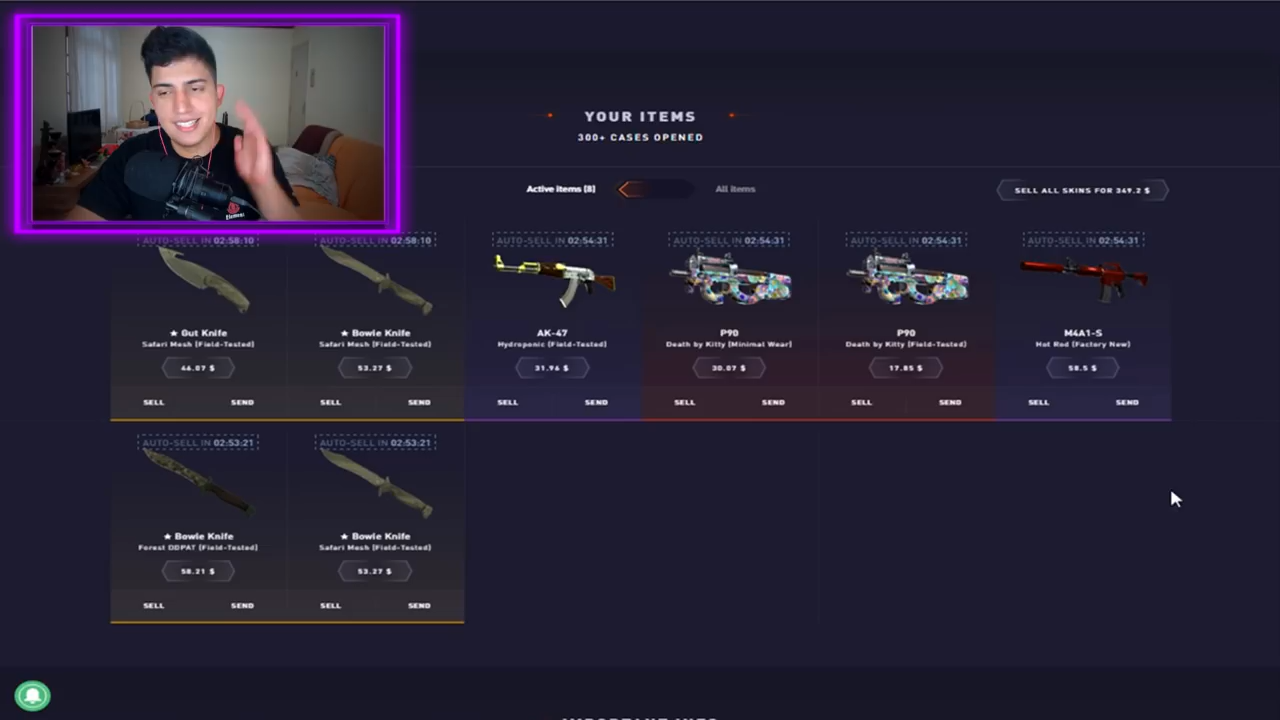 YOUR ITEMS
300+ CASES OPENED
Active items (8)
All items
SELL ALL SKINS FOR 349.2 $
AUTO-SELL IN 02:58:10
AUTO-SELL IN 02:58:10
AUTO-SELL IN 02:54:31
AUTO-SELL IN 02:54:31
AUTO-SELL IN 02:54:31
AUTO-SELL IN 02:54:31
★ Gut Knife
Safari Mesh (Field-Tested)
46.07 $
SELL SEND
★ Bowie Knife
Safari Mesh (Field-Tested)
53.27 $
SELL SEND
AK-47
Hydroponic (Field-Tested)
31.96 $
SELL SEND
P90
Death by Kitty (Minimal Wear)
30.07 $
SELL SEND
P90
Death by Kitty (Field-Tested)
17.85 $
SELL SEND
M4A1-S
Hot Rod (Factory New)
58.5 $
SELL SEND
AUTO-SELL IN 02:53:21
AUTO-SELL IN 02:53:21
★ Bowie Knife
Forest DDPAT (Field-Tested)
58.21 $
SELL SEND
★ Bowie Knife
Safari Mesh (Field-Tested)
53.27 $
SELL SEND